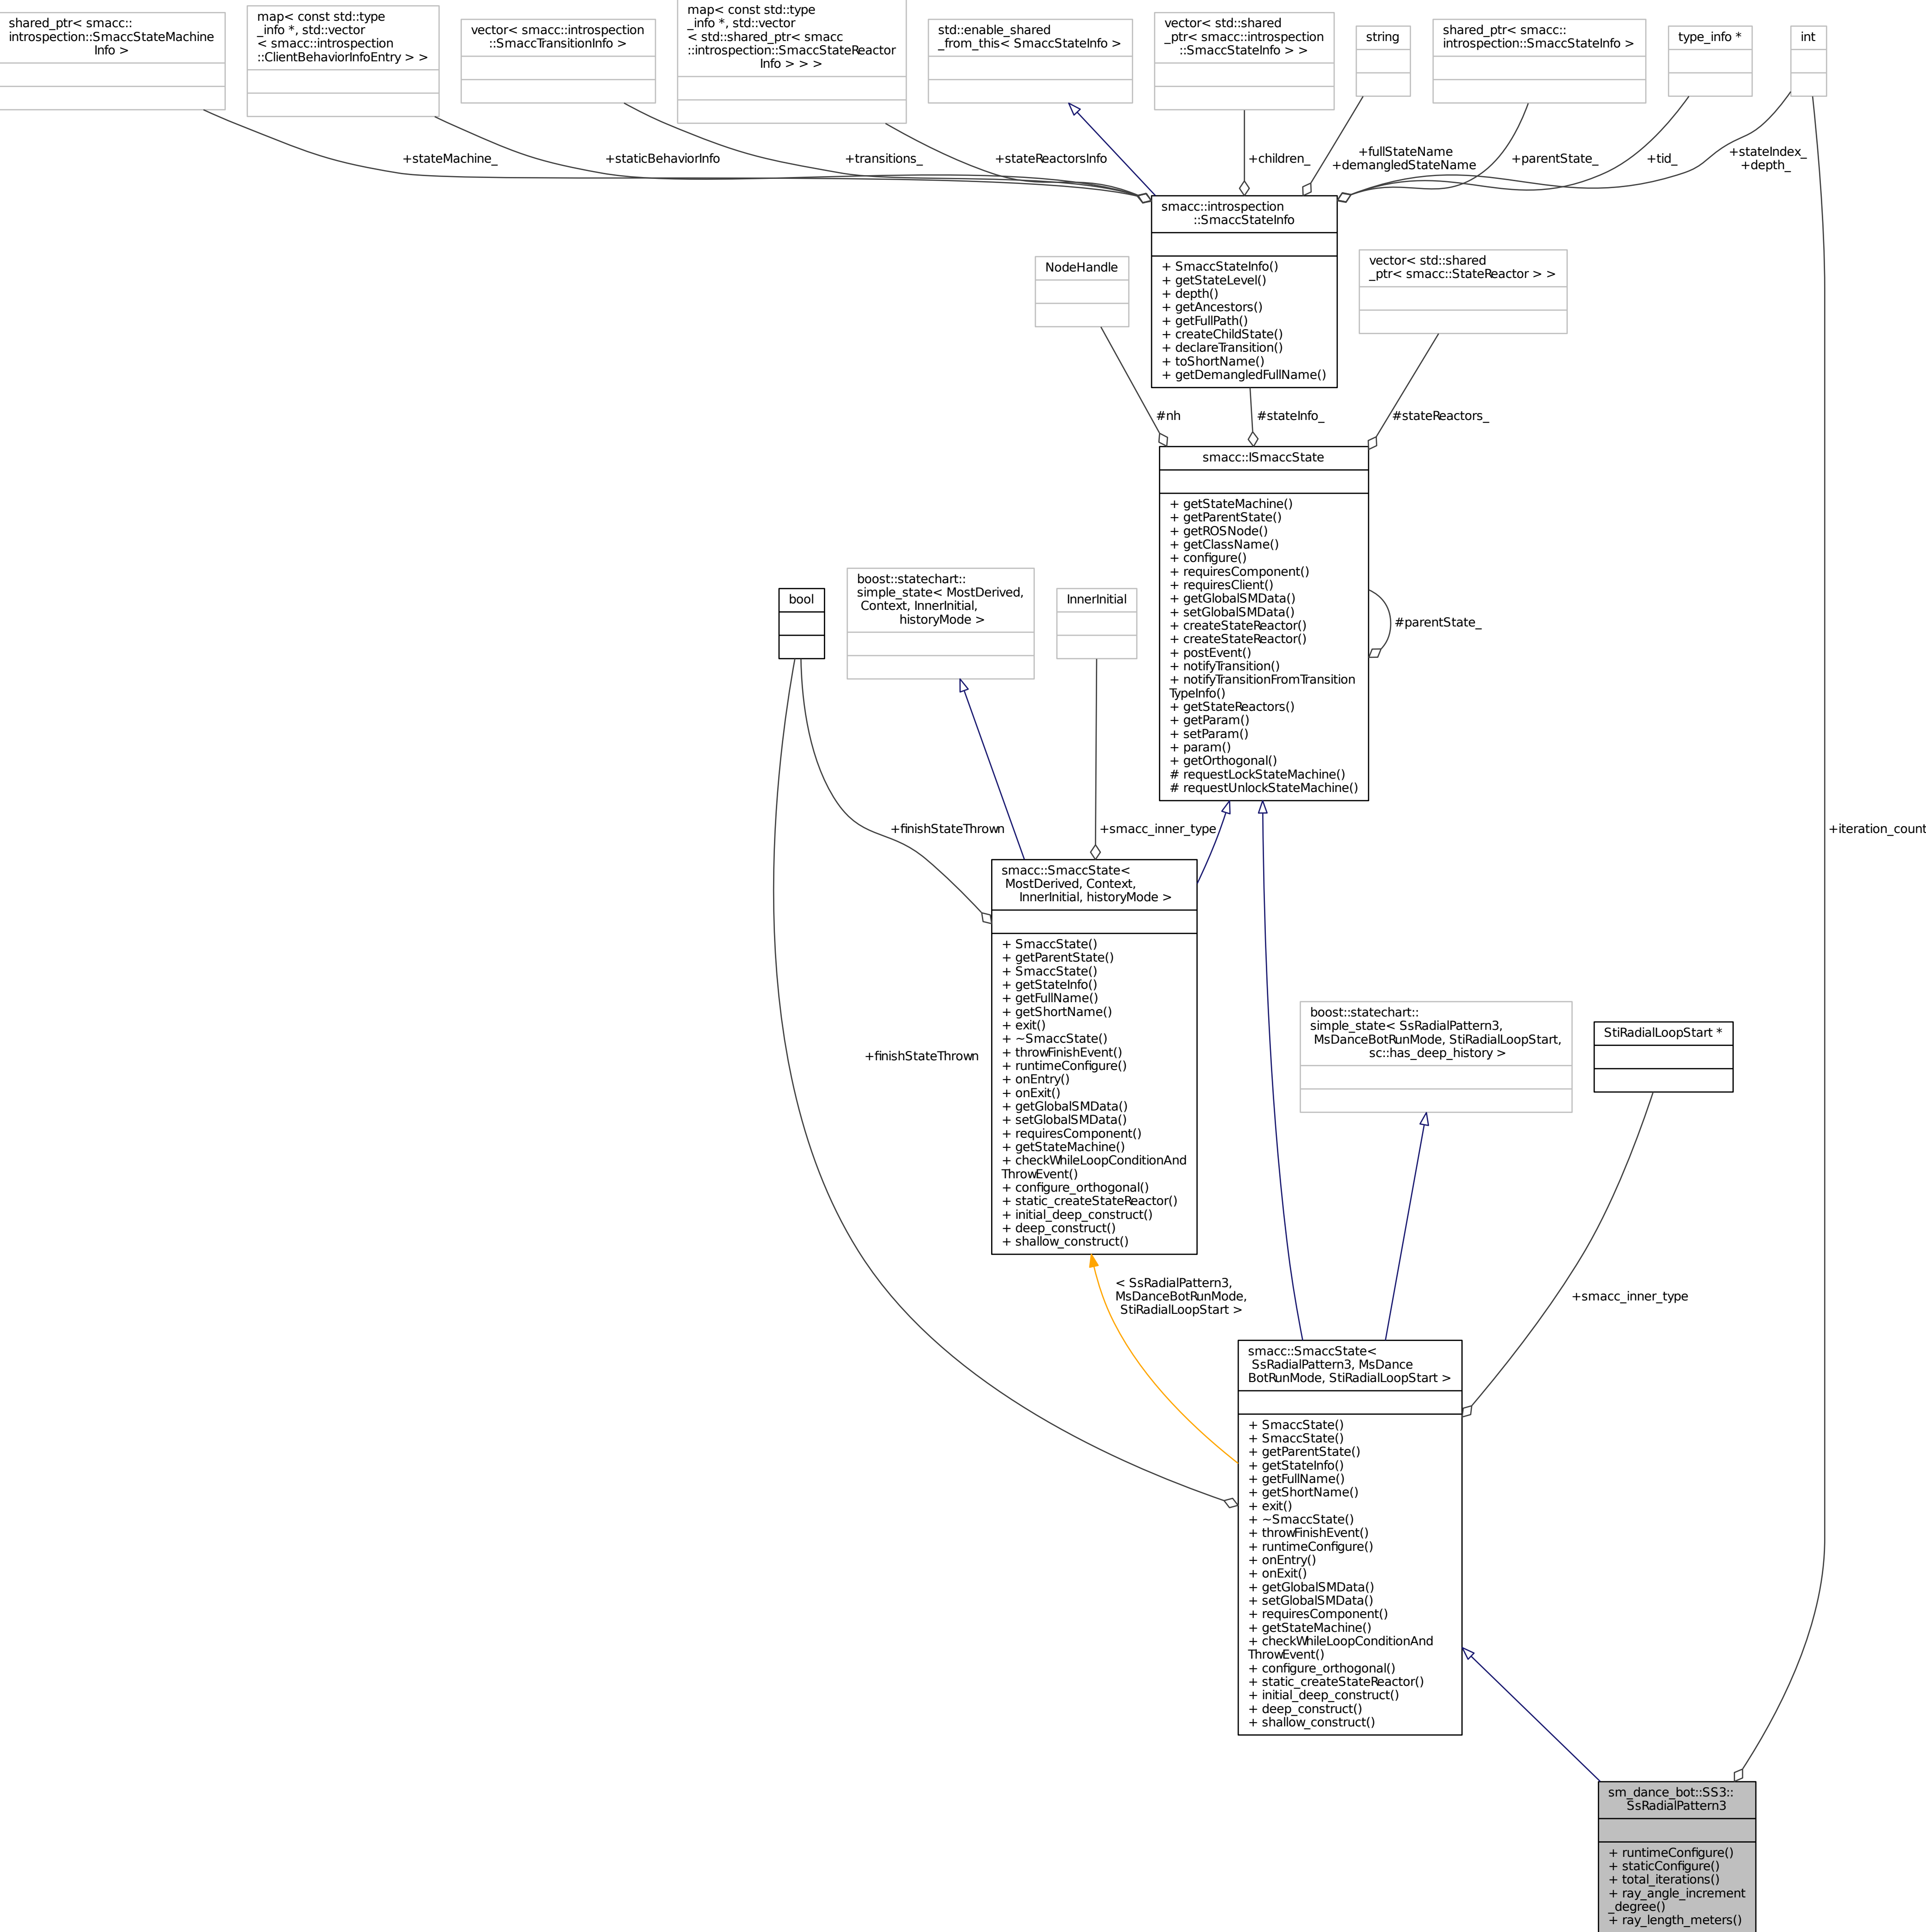 shared_ptr< smacc::
introspection::SmaccStateMachine
Info >
map< const std::type
_info *, std::vector
< smacc::introspection
::ClientBehaviorInfoEntry > >
vector< smacc::introspection
::SmaccTransitionInfo >
map< const std::type
_info *, std::vector
< std::shared_ptr< smacc
::introspection::SmaccStateReactor
Info > > >
std::enable_shared
_from_this< SmaccStateInfo >
vector< std::shared
_ptr< smacc::introspection
::SmaccStateInfo > >
string
shared_ptr< smacc::
introspection::SmaccStateInfo >
type_info *
int
+stateMachine_
+staticBehaviorInfo
+transitions_
+stateReactorsInfo
+children_
+fullStateName
+demangledStateName
+parentState_
+tid_
+stateIndex_
+depth_
smacc::introspection
::SmaccStateInfo
+ SmaccStateInfo()
+ getStateLevel()
+ depth()
+ getAncestors()
+ getFullPath()
+ createChildState()
+ declareTransition()
+ toShortName()
+ getDemangledFullName()
NodeHandle
vector< std::shared
_ptr< smacc::StateReactor > >
#nh
#stateInfo_
#stateReactors_
smacc::ISmaccState
+ getStateMachine()
+ getParentState()
+ getROSNode()
+ getClassName()
+ configure()
+ requiresComponent()
+ requiresClient()
+ getGlobalSMData()
+ setGlobalSMData()
+ createStateReactor()
+ createStateReactor()
+ postEvent()
+ notifyTransition()
+ notifyTransitionFromTransition
TypeInfo()
+ getStateReactors()
+ getParam()
+ setParam()
+ param()
+ getOrthogonal()
# requestLockStateMachine()
# requestUnlockStateMachine()
#parentState_
bool
boost::statechart::
simple_state< MostDerived,
Context, InnerInitial,
historyMode >
InnerInitial
+finishStateThrown
+smacc_inner_type
+iteration_count
smacc::SmaccState<
MostDerived, Context,
InnerInitial, historyMode >
+ SmaccState()
+ getParentState()
+ SmaccState()
+ getStateInfo()
+ getFullName()
+ getShortName()
+ exit()
+ ~SmaccState()
+ throwFinishEvent()
+ runtimeConfigure()
+ onEntry()
+ onExit()
+ getGlobalSMData()
+ setGlobalSMData()
+ requiresComponent()
+ getStateMachine()
+ checkWhileLoopConditionAnd
ThrowEvent()
+ configure_orthogonal()
+ static_createStateReactor()
+ initial_deep_construct()
+ deep_construct()
+ shallow_construct()
+finishStateThrown
boost::statechart::
simple_state< SsRadialPattern3,
MsDanceBotRunMode, StiRadialLoopStart,
sc::has_deep_history >
StiRadialLoopStart *
< SsRadialPattern3,
MsDanceBotRunMode,
StiRadialLoopStart >
+smacc_inner_type
smacc::SmaccState<
SsRadialPattern3, MsDance
BotRunMode, StiRadialLoopStart >
+ SmaccState()
+ SmaccState()
+ getParentState()
+ getStateInfo()
+ getFullName()
+ getShortName()
+ exit()
+ ~SmaccState()
+ throwFinishEvent()
+ runtimeConfigure()
+ onEntry()
+ onExit()
+ getGlobalSMData()
+ setGlobalSMData()
+ requiresComponent()
+ getStateMachine()
+ checkWhileLoopConditionAnd
ThrowEvent()
+ configure_orthogonal()
+ static_createStateReactor()
+ initial_deep_construct()
+ deep_construct()
+ shallow_construct()
sm_dance_bot::SS3::
SsRadialPattern3
+ runtimeConfigure()
+ staticConfigure()
+ total_iterations()
+ ray_angle_increment
_degree()
+ ray_length_meters()